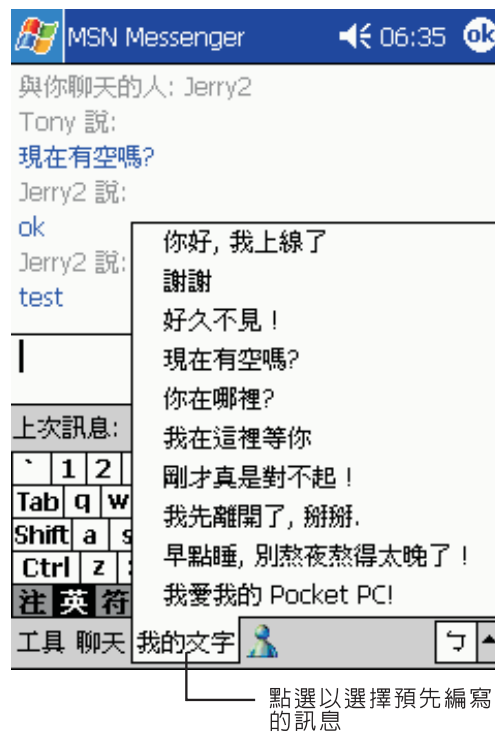 MSN Messenger 06:35 ok
與你聊天的人: Jerry2
Tony 說:
現在有空嗎?
Jerry2 說:
ok
Jerry2 說:
test
你好, 我上線了
謝謝
好久不見！
現在有空嗎?
你在哪裡?
我在這裡等你
剛才真是對不起！
我先離開了, 掰掰.
早點睡, 別熬夜熬得太晚了！
我愛我的 Pocket PC!
上次訊息:
` 1 2
Tab q w
Shift a s
Ctrl z
注 英 符
工具 聊天 我的文字 ㄅ
點選以選擇預先編寫
的訊息